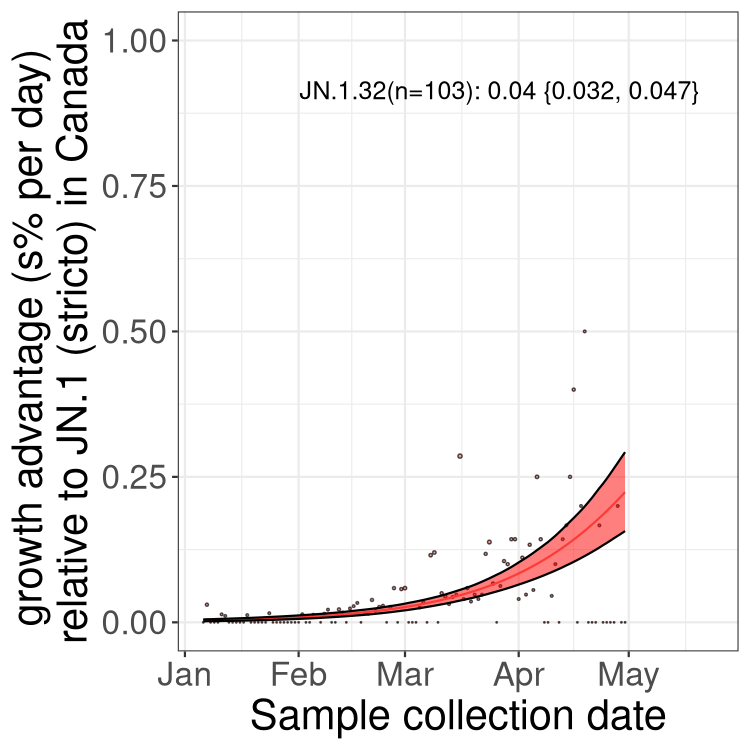 growth advantage (s% per day)
relative to JN.1 (stricto) in Canada
1.00
0.75
0.50
0.25
0.00
JN.1.32(n=103): 0.04 {0.032, 0.047}
Jan Feb Mar Apr May
Sample collection date